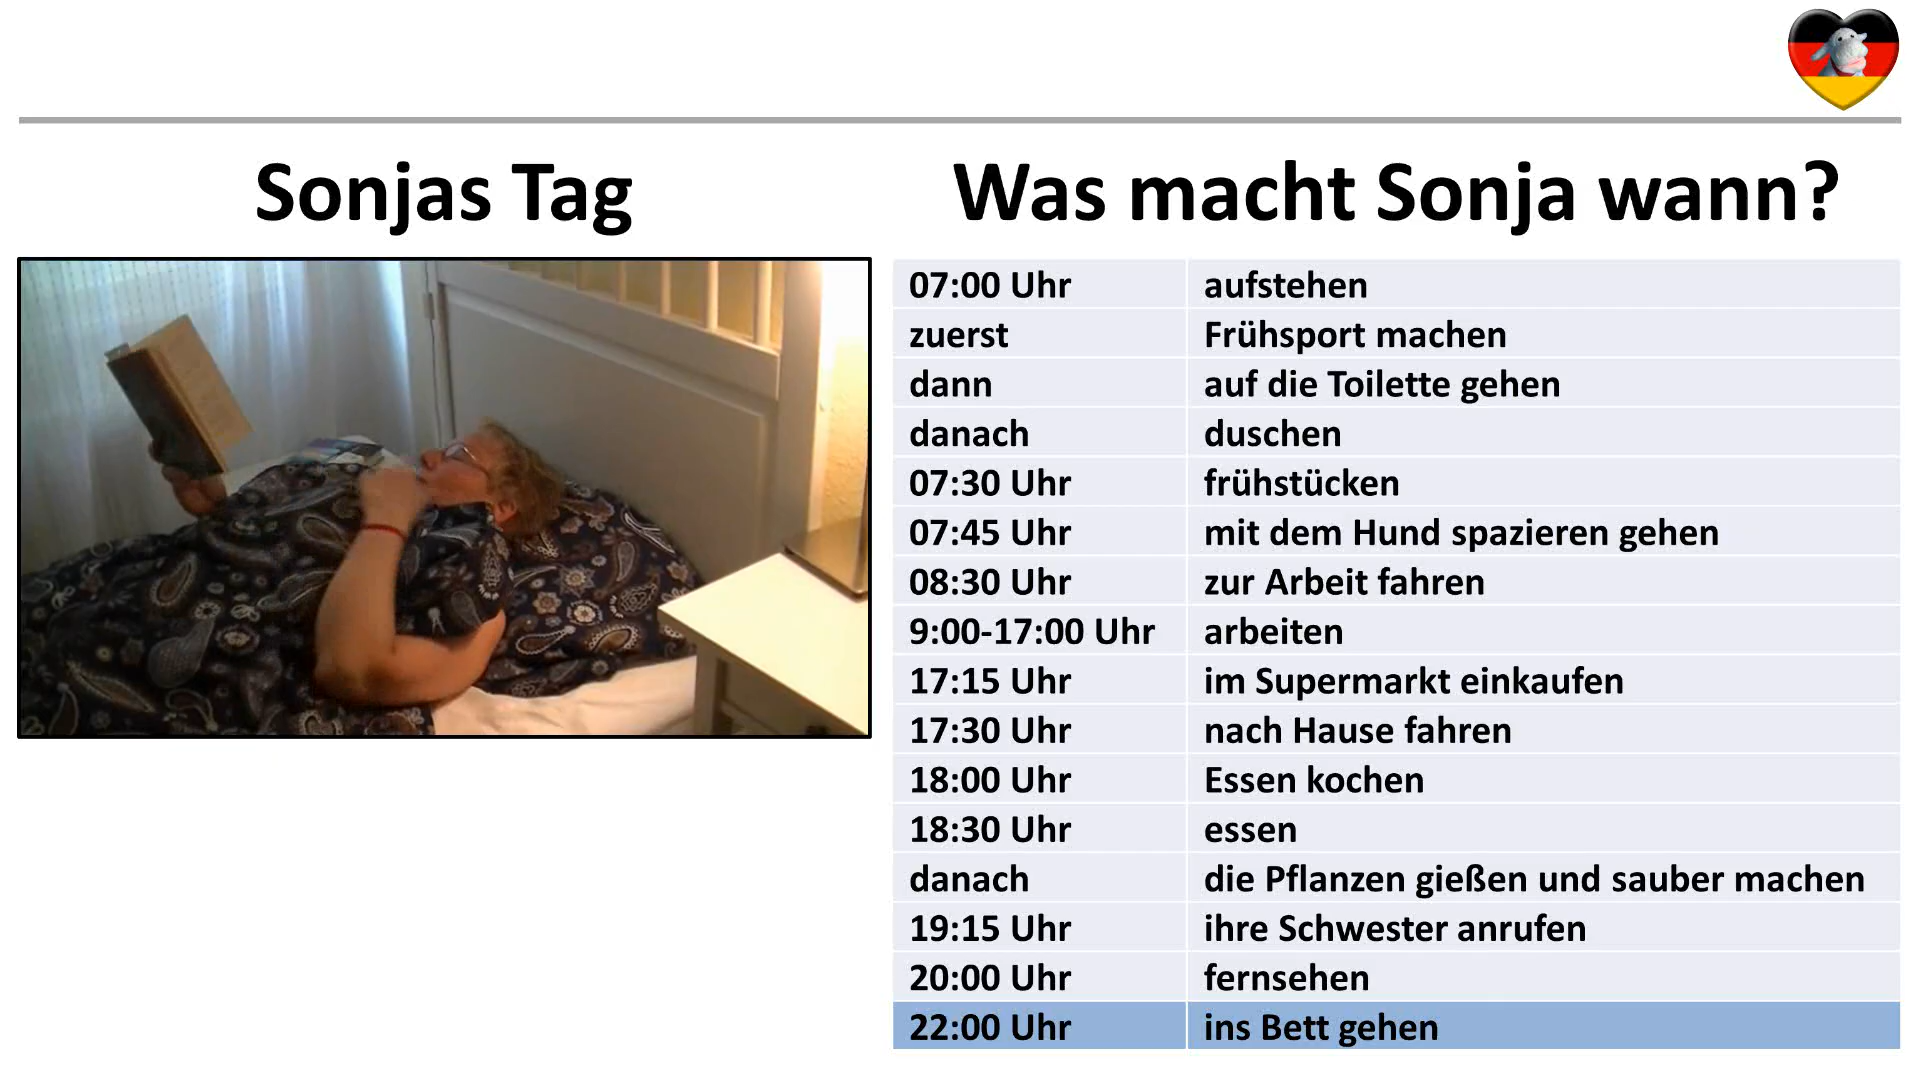 Sonjas Tag
Was macht Sonja wann?
07:00 Uhr aufstehen
zuerst Frühsport machen
dann auf die Toilette gehen
danach duschen
07:30 Uhr frühstücken
07:45 Uhr mit dem Hund spazieren gehen
08:30 Uhr zur Arbeit fahren
9:00-17:00 Uhr arbeiten
17:15 Uhr im Supermarkt einkaufen
17:30 Uhr nach Hause fahren
18:00 Uhr Essen kochen
18:30 Uhr essen
danach die Pflanzen gießen und sauber machen
19:15 Uhr ihre Schwester anrufen
20:00 Uhr fernsehen
22:00 Uhr ins Bett gehen